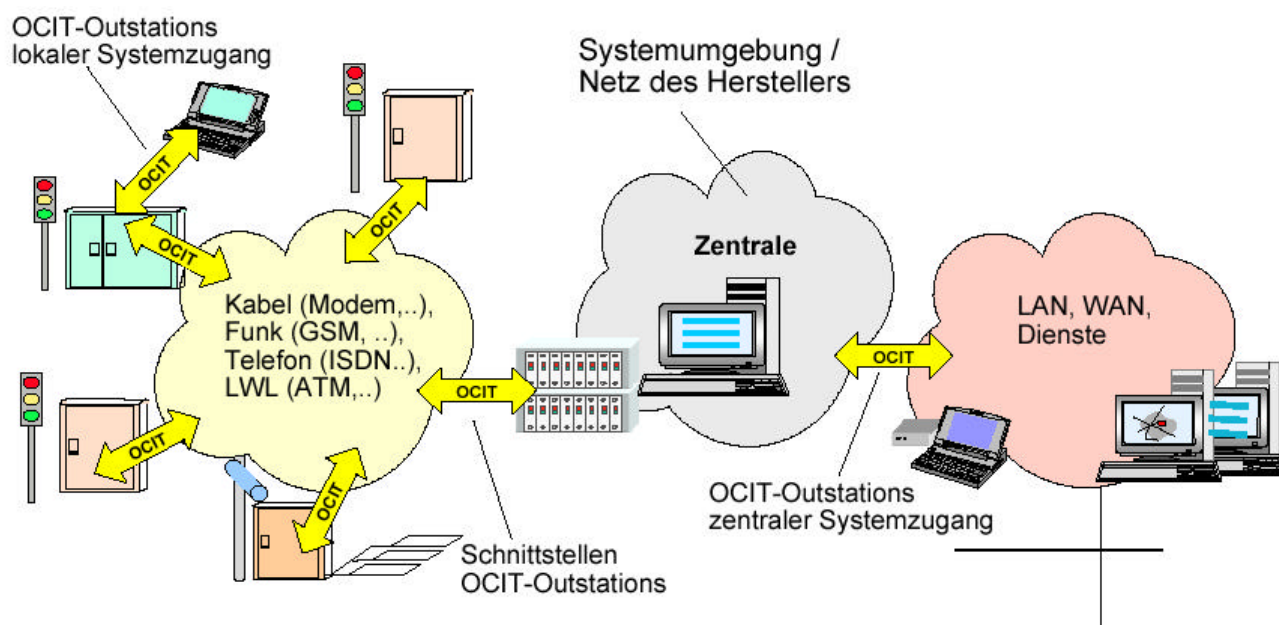 OCIT-Outstations
lokaler Systemzugang
Systemumgebung /
Netz des Herstellers
OCIT
OCIT
OCIT
Zentrale
Kabel (Modem,..),
Funk (GSM, ..),
Telefon (ISDN..),
LWL (ATM,..)
LAN, WAN,
Dienste
OCIT
OCIT
OCIT
OCIT
OCIT-Outstations
zentraler Systemzugang
Schnittstellen
OCIT-Outstations